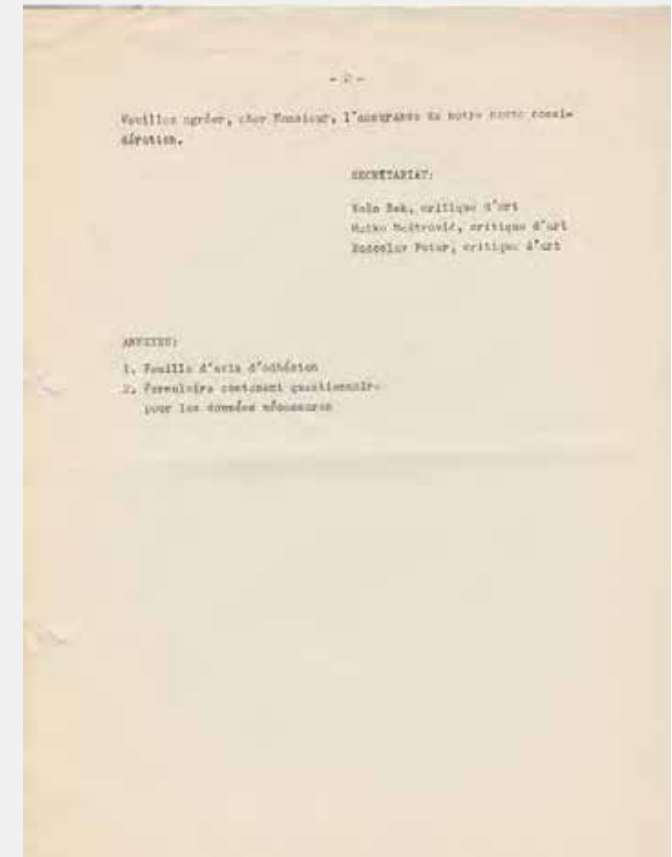 - 2 -
Veuillez agréer, cher Monsieur, l'assurance de notre haute consi-
dération.
SECRÉTARIAT:
Božo Bek, critique d'art
Matko Meštrović, critique d'art
Radoslav Putar, critique d'art
ANNEXES:
1. Feuille d'avis d'adhésion
2. Formulaire contenant questionnaire
pour les données nécessaires